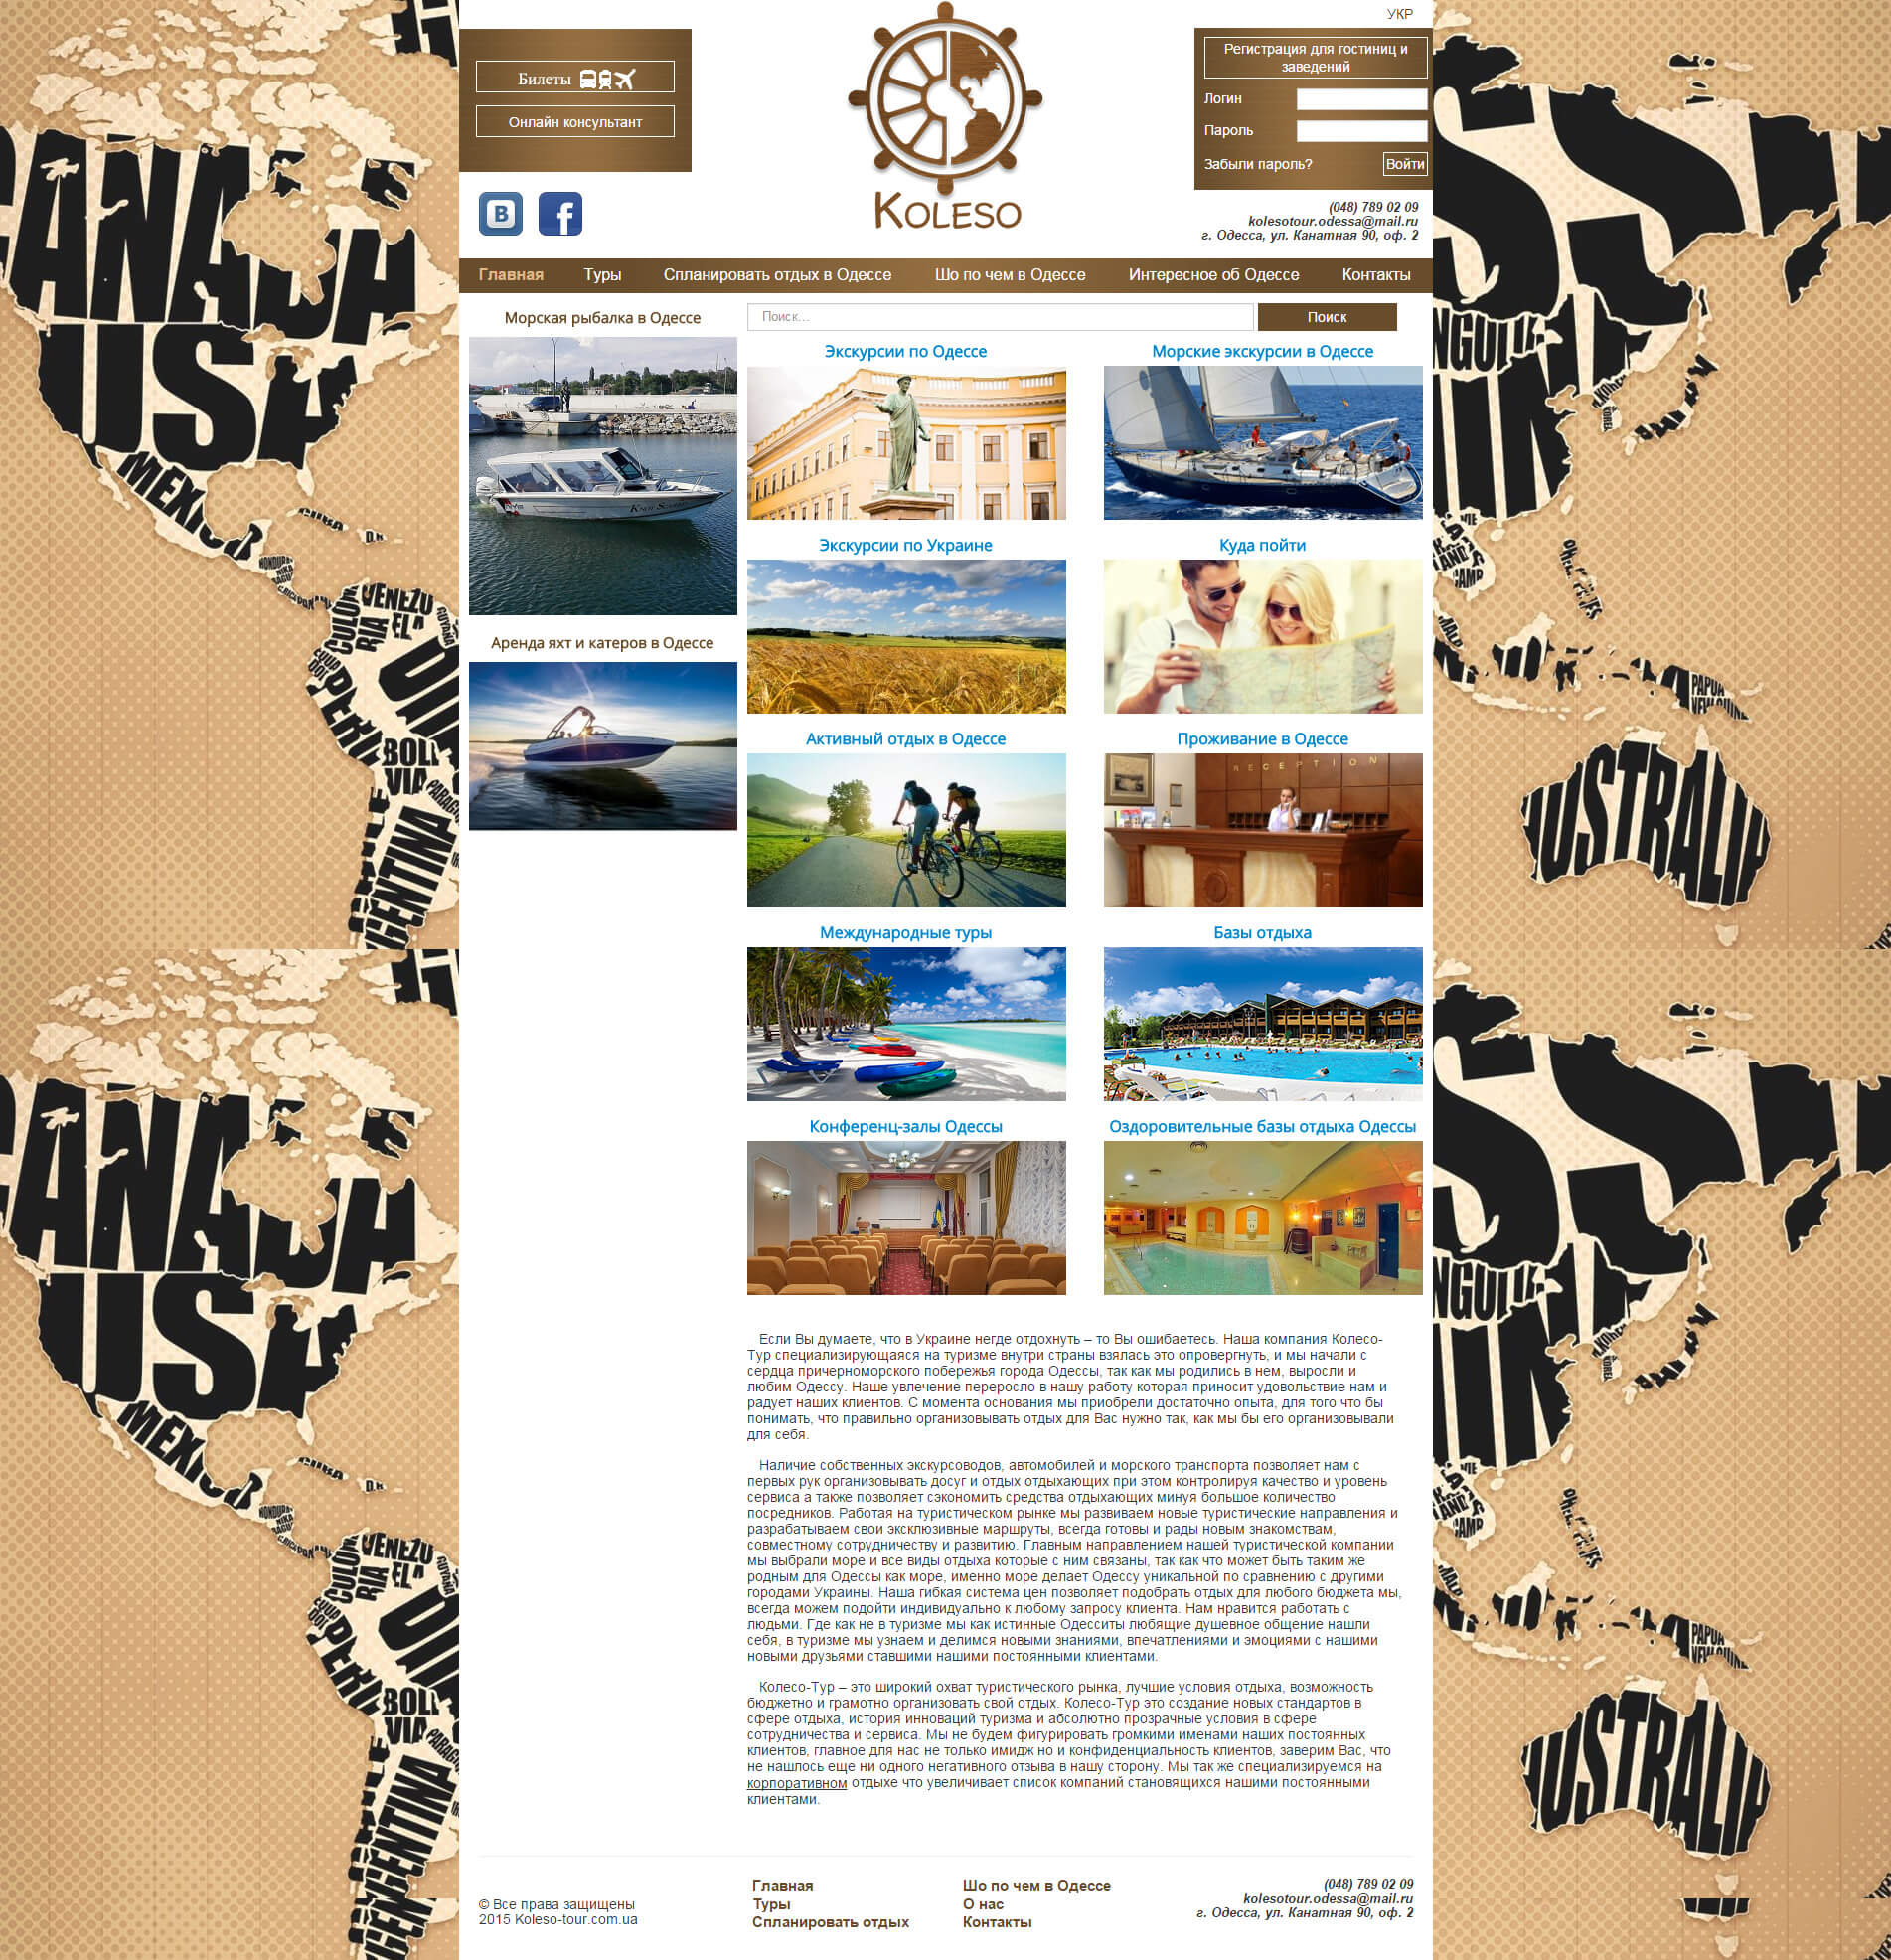 УКР
Билеты
Онлайн консультант
KOLESO
Регистрация для гостиниц и
заведений
Логин
Пароль
Забыли пароль? Войти
(048) 789 02 09
kolesotour.odessa@mail.ru
г. Одесса, ул. Канатная 90, оф. 2
Главная Туры Спланировать отдых в Одессе Шо по чем в Одессе Интересное об Одессе Контакты
Морская рыбалка в Одессе
Аренда яхт и катеров в Одессе
Поиск... Поиск
Экскурсии по Одессе Морские экскурсии в Одессе
Экскурсии по Украине Куда пойти
Активный отдых в Одессе Проживание в Одессе
RECEPTION
Международные туры Базы отдыха
Конференц-залы Одессы Оздоровительные базы отдыха Одессы
Если Вы думаете, что в Украине негде отдохнуть – то Вы ошибаетесь. Наша компания Колесо-
Тур специализирующаяся на туризме внутри страны взялась это опровергнуть, и мы начали с
сердца причерноморского побережья города Одессы, так как мы родились в нем, выросли и
любим Одессу. Наше увлечение переросло в нашу работу которая приносит удовольствие нам и
радует наших клиентов. С момента основания мы приобрели достаточно опыта, для того что бы
понимать, что правильно организовывать отдых для Вас нужно так, как мы бы его организовывали
для себя.
Наличие собственных экскурсоводов, автомобилей и морского транспорта позволяет нам с
первых рук организовывать досуг и отдых отдыхающих при этом контролируя качество и уровень
сервиса а также позволяет сэкономить средства отдыхающих минуя большое количество
посредников. Работая на туристическом рынке мы развиваем новые туристические направления и
разрабатываем свои эксклюзивные маршруты, всегда готовы и рады новым знакомствам,
совместному сотрудничеству и развитию. Главным направлением нашей туристической компании
мы выбрали море и все виды отдыха которые с ним связаны, так как что может быть таким же
родным для Одессы как море, именно море делает Одессу уникальной по сравнению с другими
городами Украины. Наша гибкая система цен позволяет подобрать отдых для любого бюджета мы,
всегда можем подойти индивидуально к любому запросу клиента. Нам нравится работать с
людьми. Где как не в туризме мы как истинные Одесситы любящие душевное общение нашли
себя, в туризме мы узнаем и делимся новыми знаниями, впечатлениями и эмоциями с нашими
новыми друзьями ставшими нашими постоянными клиентами.
Колесо-Тур – это широкий охват туристического рынка, лучшие условия отдыха, возможность
бюджетно и грамотно организовать свой отдых. Колесо-Тур это создание новых стандартов в
сфере отдыха, история инноваций туризма и абсолютно прозрачные условия в сфере
сотрудничества и сервиса. Мы не будем фигурировать громкими именами наших постоянных
клиентов, главное для нас не только имидж но и конфиденциальность клиентов, заверим Вас, что
не нашлось еще ни одного негативного отзыва в нашу сторону. Мы так же специализируемся на
корпоративном отдыхе что увеличивает список компаний становящихся нашими постоянными
клиентами.
© Все права защищены
2015 Koleso-tour.com.ua
Главная
Туры
Спланировать отдых
Шо по чем в Одессе
О нас
Контакты
(048) 789 02 09
kolesotour.odessa@mail.ru
г. Одесса, ул. Канатная 90, оф. 2
CANADA
USA
MEXICO
CUBA
D.R.
VENEZU
ELA
PERU
BOLI
VIA
PARAGUAY
ARGENTINA
KOREA
PAPUA
NEW GUINE
AUSTRALIA